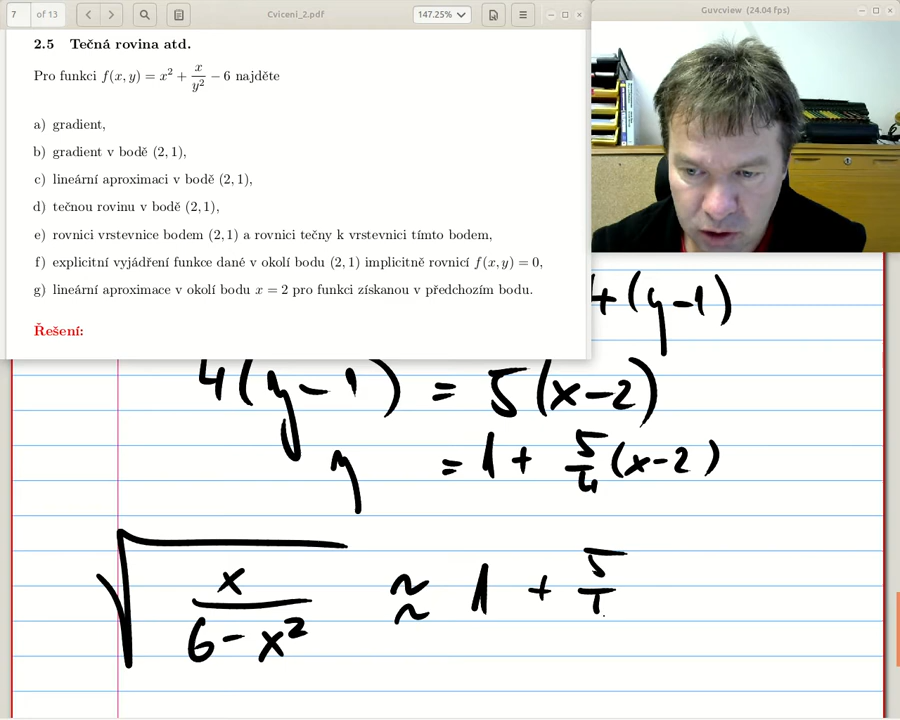 7 of 13 Cviceni_2.pdf 147.25%
Guvcview (24.04 fps)
2.5 Tečná rovina atd.
Pro funkci f(x, y) = x² + x/y² − 6 najděte
a) gradient,
b) gradient v bodě (2, 1),
c) lineární aproximaci v bodě (2, 1),
d) tečnou rovinu v bodě (2, 1),
e) rovnici vrstevnice bodem (2, 1) a rovnici tečny k vrstevnici tímto bodem,
f) explicitní vyjádření funkce dané v okolí bodu (2, 1) implicitně rovnicí f(x, y) = 0,
g) lineární aproximace v okolí bodu x = 2 pro funkci získanou v předchozím bodu.
Řešení:
4(y−1)
4(y−1) = 5(x−2)
y = 1 + 5/4 (x−2)
√(x/(6−x²)) ≈ 1 + 5/